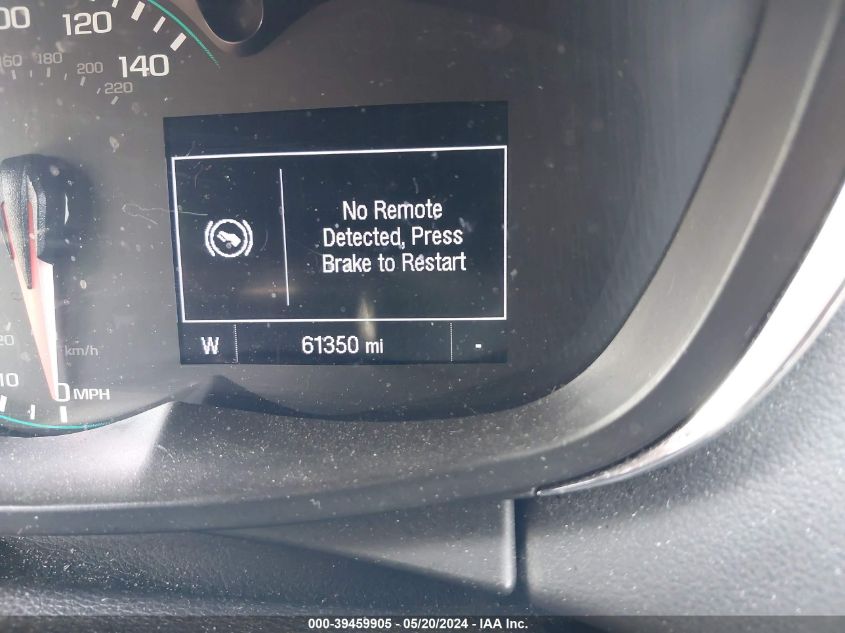 120
140
160
180
200
220
No Remote
Detected, Press
Brake to Restart
W 61350 mi -
km/h
10
0 MPH
000-39459905 - 05/20/2024 - IAA Inc.